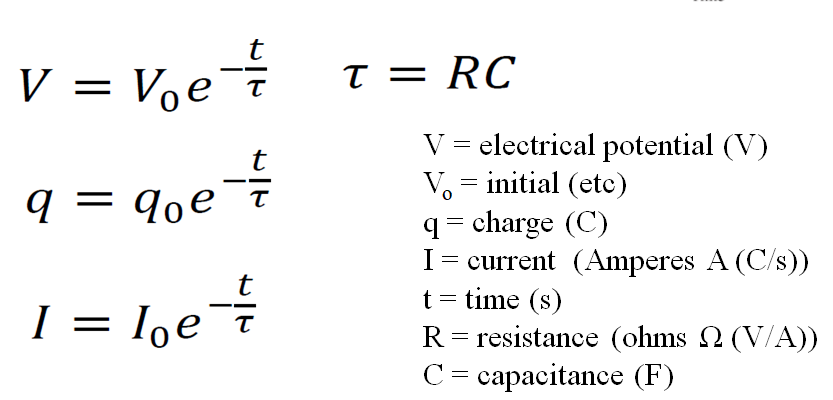 V = V₀e^(-t/τ)
τ = RC
q = q₀e^(-t/τ)
I = I₀e^(-t/τ)
V = electrical potential (V)
Vₒ = initial (etc)
q = charge (C)
I = current (Amperes A (C/s))
t = time (s)
R = resistance (ohms Ω (V/A))
C = capacitance (F)